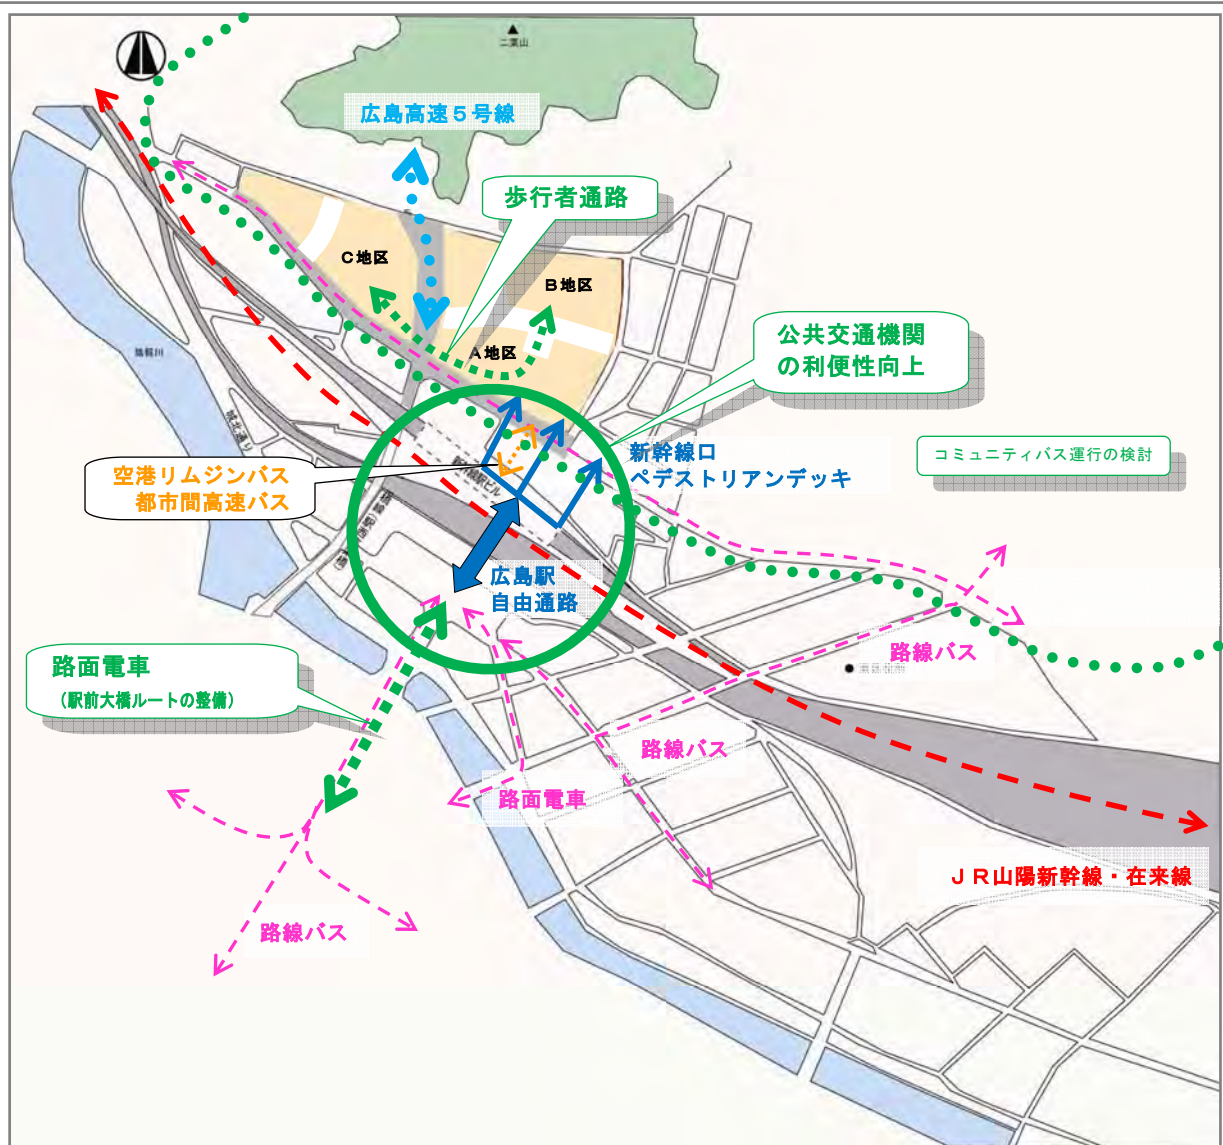 二葉山
広島高速5号線
歩行者通路
C地区
B地区
A地区
公共交通機関
の利便性向上
新幹線口
ペデストリアンデッキ
コミュニティバス運行の検討
城北通り
空港リムジンバス
都市間高速バス
広島駅
自由通路
路面電車
(駅前大橋ルートの整備)
路線バス
路線バス
路面電車
JR山陽新幹線・在来線
路線バス